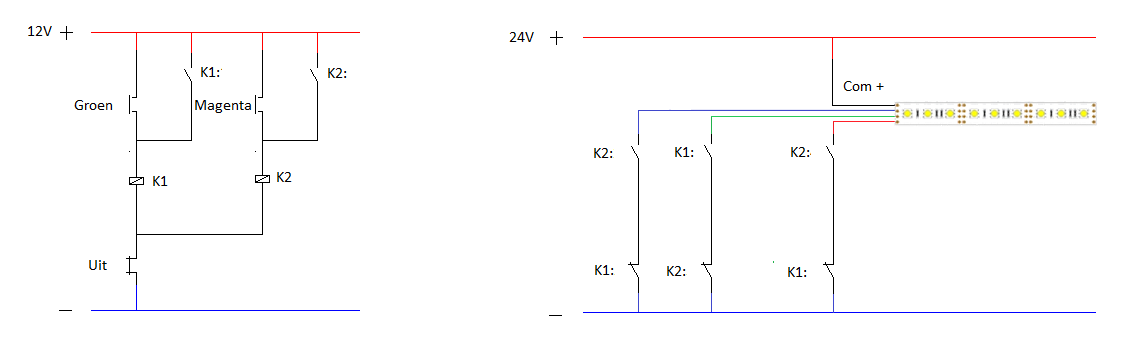 12V +
K1:
K2:
Groen
Magenta
K1
K2
Uit
—
24V +
Com +
K2:
K1:
K2:
K1:
K2:
K1:
—